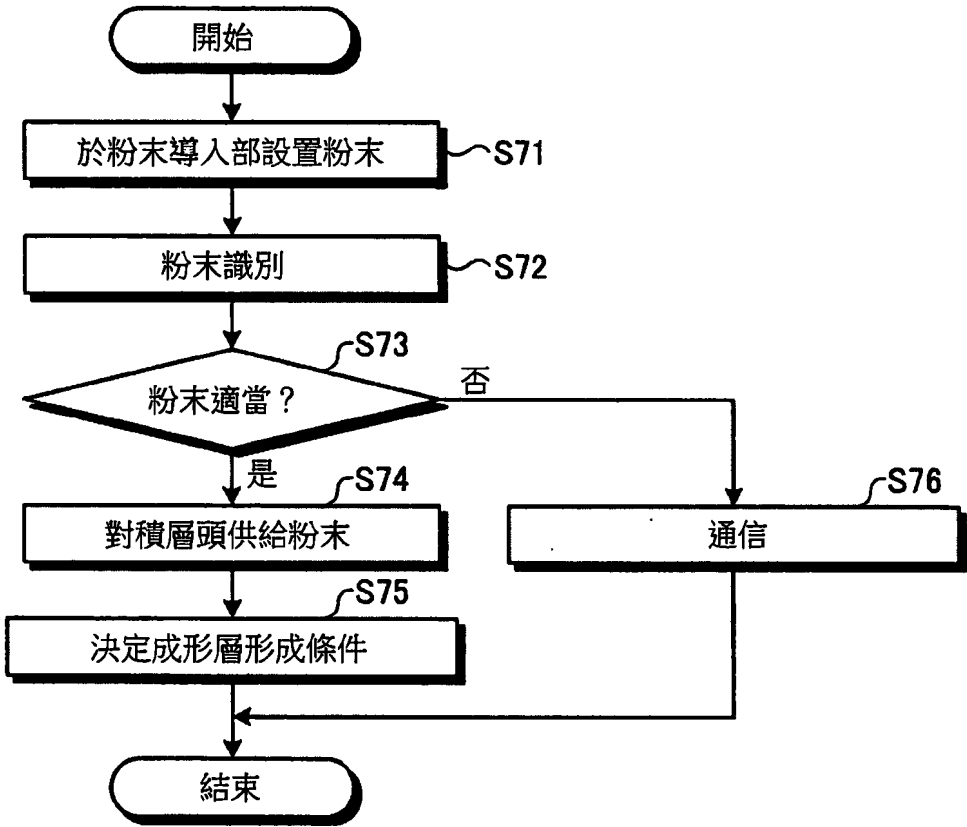 開始
於粉末導入部設置粉末
S71
粉末識別
S72
S73
粉末適當？
否
是
S74
對積層頭供給粉末
S76
通信
S75
決定成形層形成條件
結束